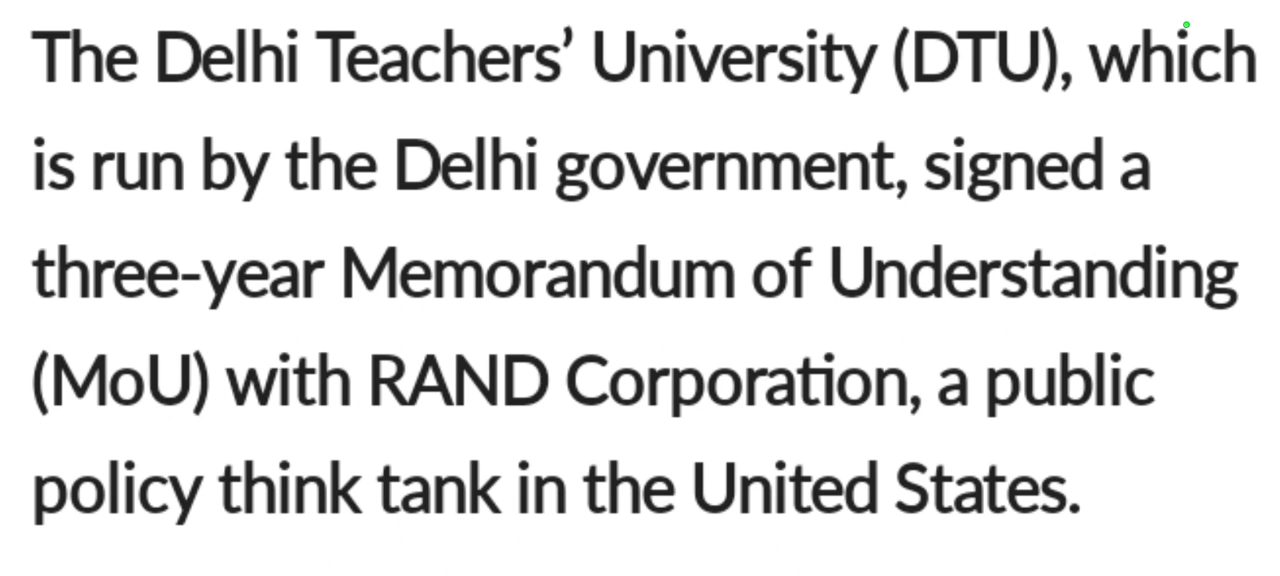 The Delhi Teachers’ University (DTU), which
is run by the Delhi government, signed a
three-year Memorandum of Understanding
(MoU) with RAND Corporation, a public
policy think tank in the United States.